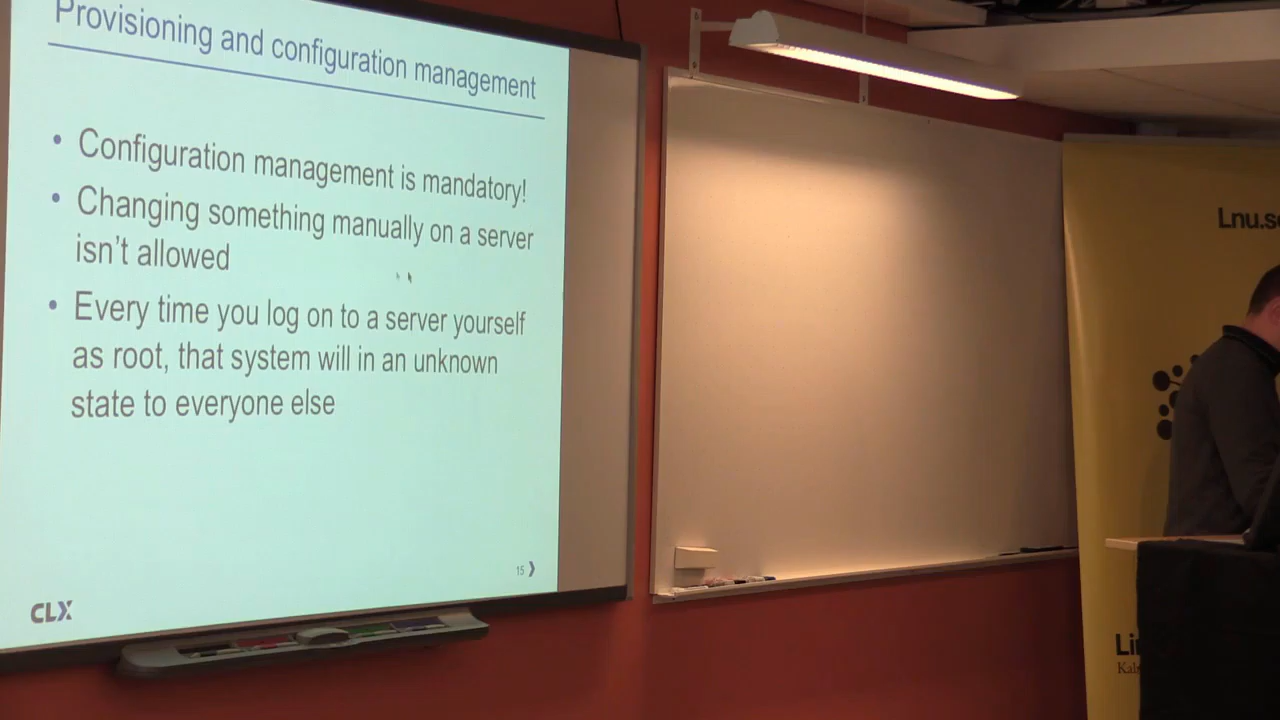 Provisioning and configuration management
• Configuration management is mandatory!
• Changing something manually on a server
isn't allowed
• Every time you log on to a server yourself
as root, that system will in an unknown
state to everyone else
15
CLX
Lnu.s
Li
Kal